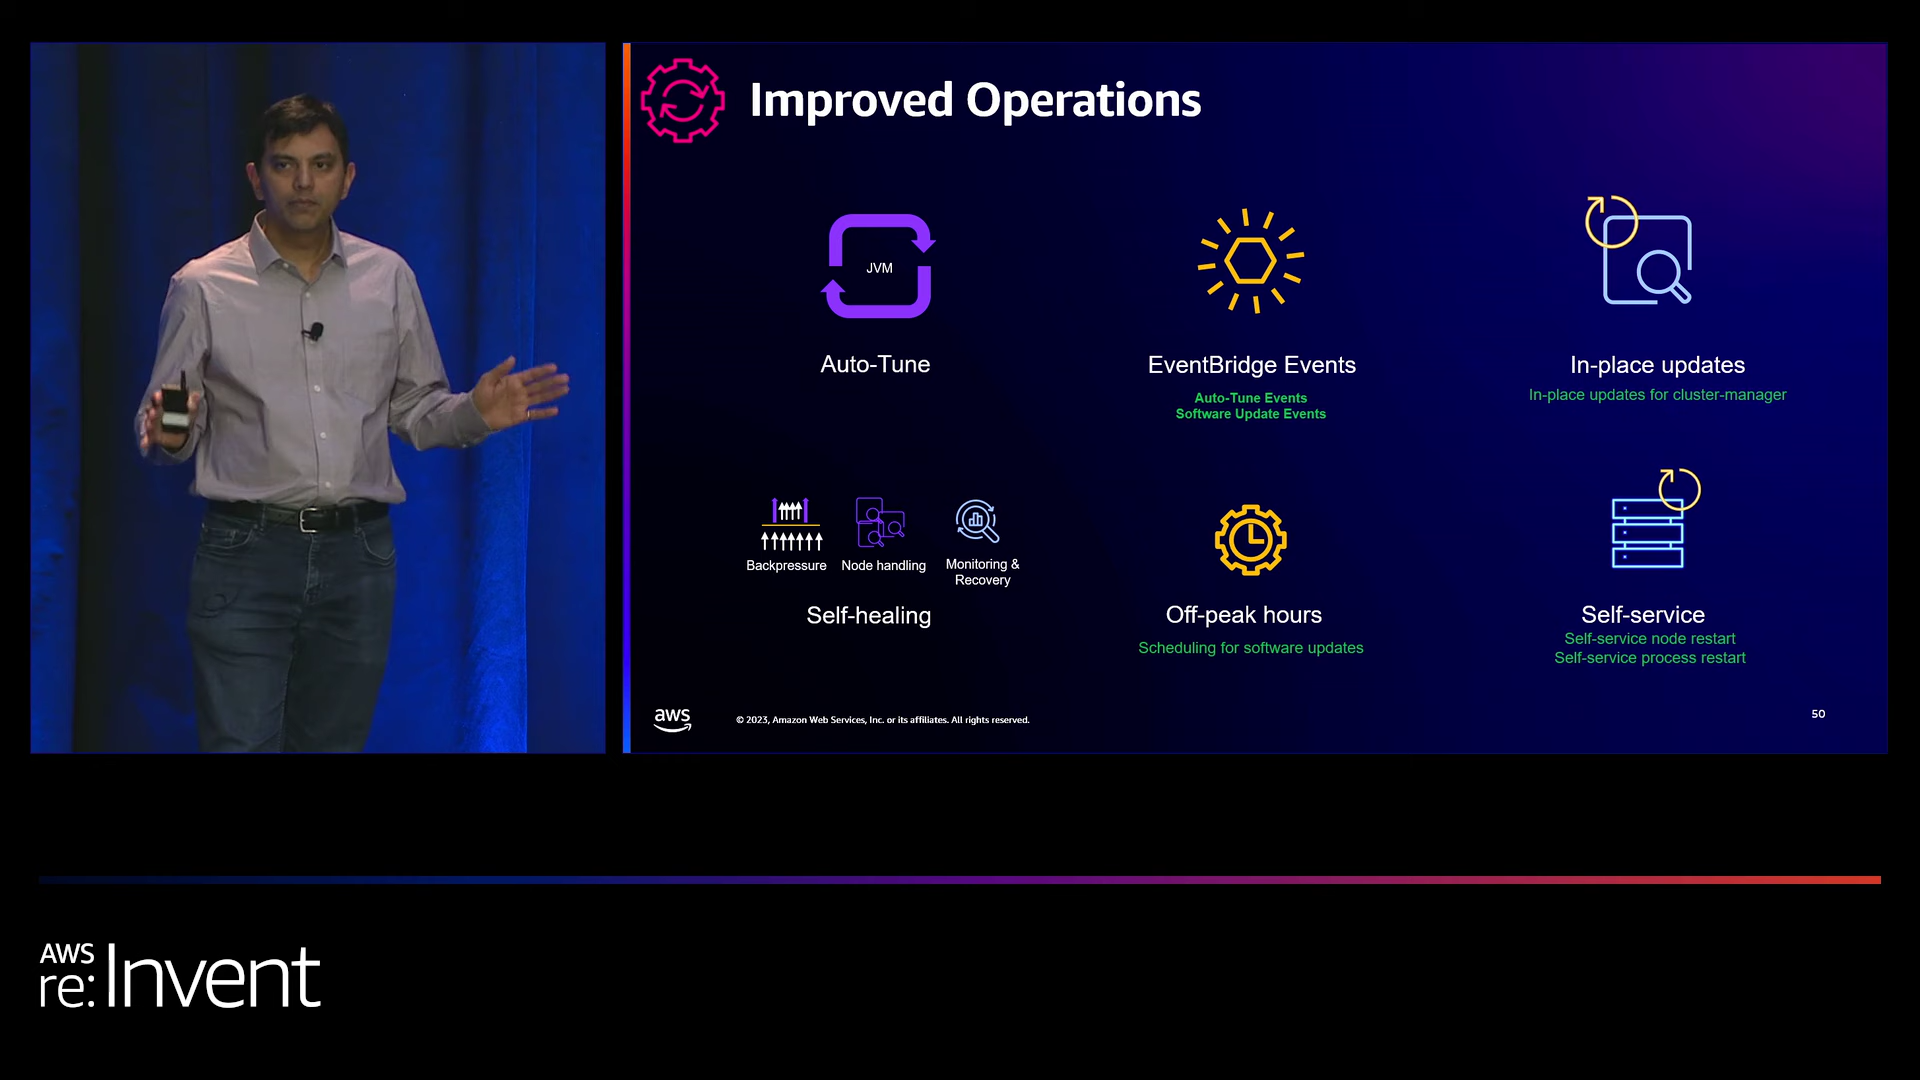 Improved Operations
JVM
Auto-Tune
EventBridge Events
Auto-Tune Events
Software Update Events
In-place updates
In-place updates for cluster-manager
Backpressure
Node handling
Monitoring &
Recovery
Self-healing
Off-peak hours
Scheduling for software updates
Self-service
Self-service node restart
Self-service process restart
aws
© 2023, Amazon Web Services, Inc. or its affiliates. All rights reserved.
50
AWS
re:Invent